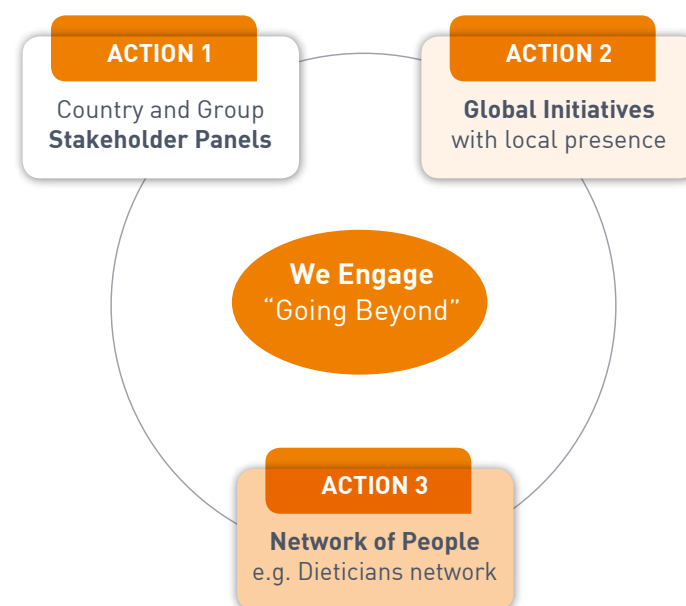 ACTION 1
Country and Group
Stakeholder Panels
ACTION 2
Global Initiatives
with local presence
We Engage
“Going Beyond”
ACTION 3
Network of People
e.g. Dieticians network